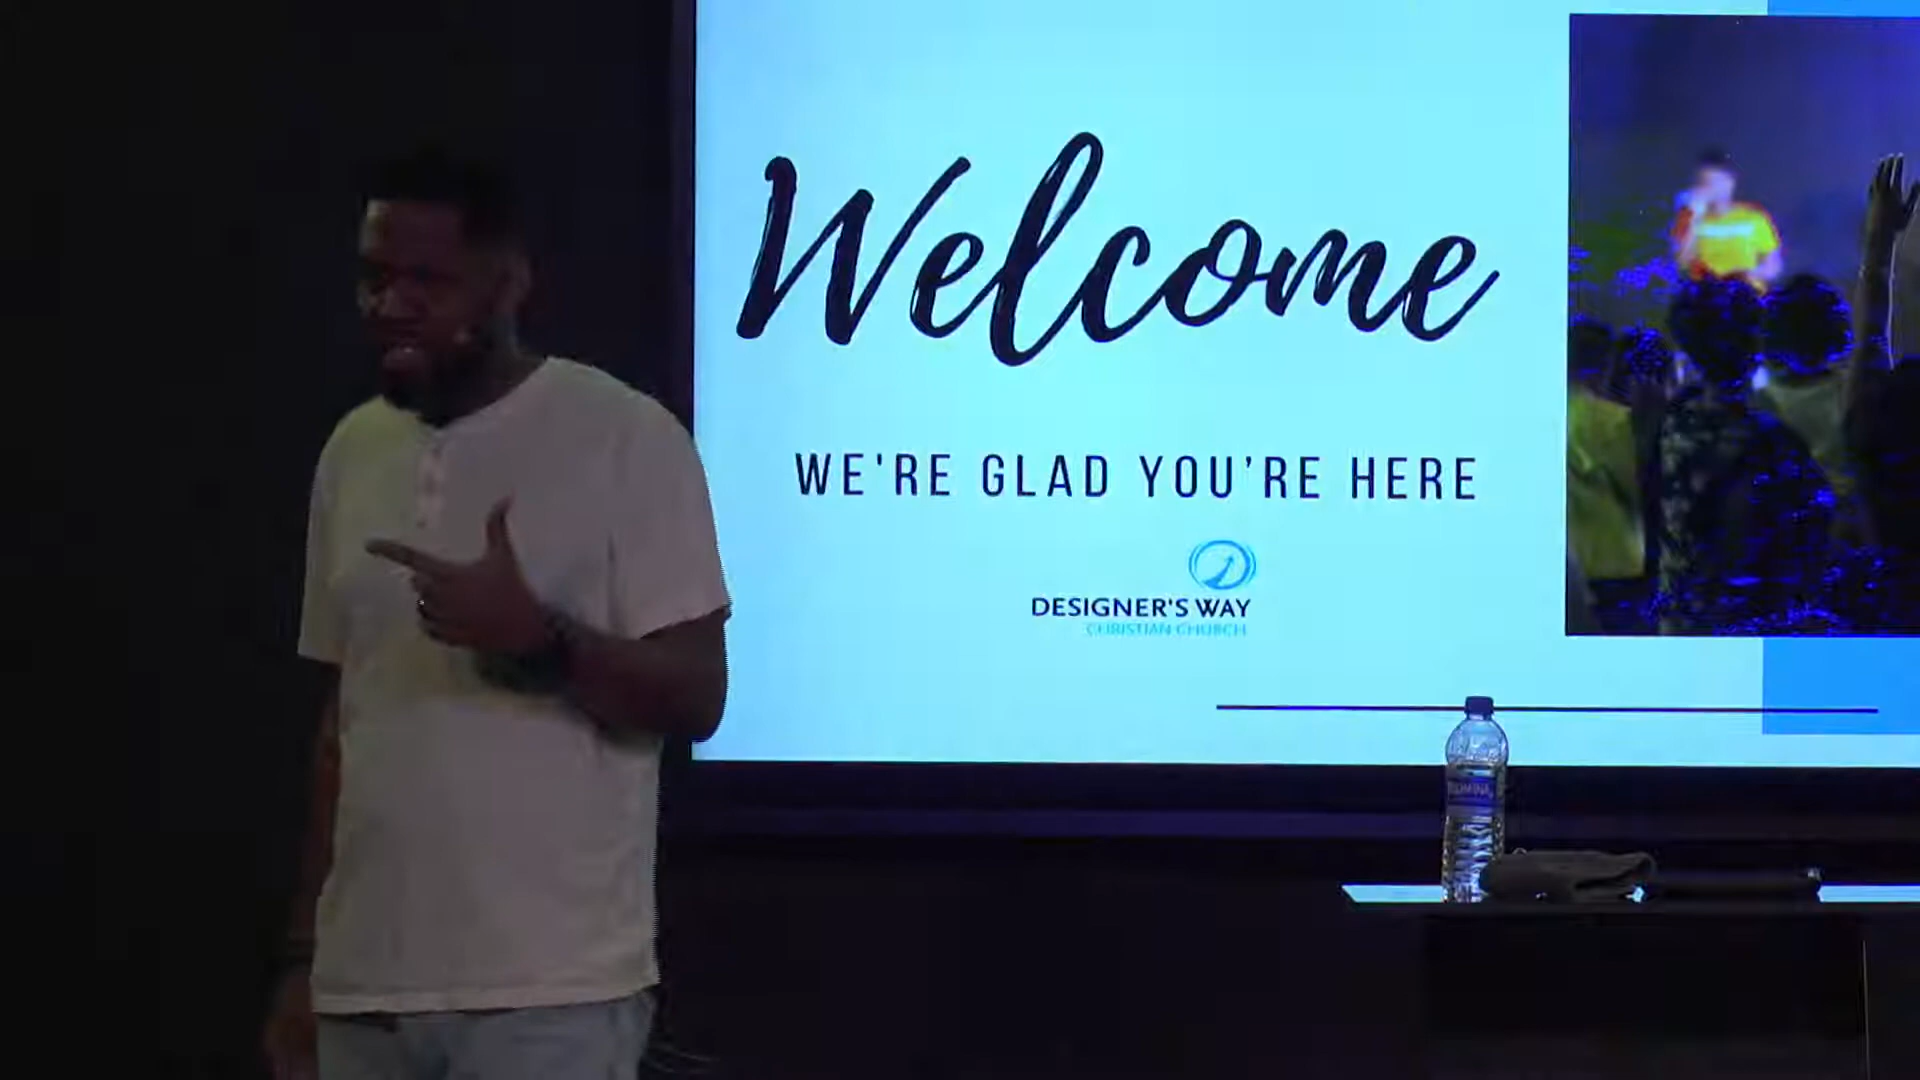 Welcome
WE'RE GLAD YOU'RE HERE
DESIGNER'S WAY
CHRISTIAN CHURCH